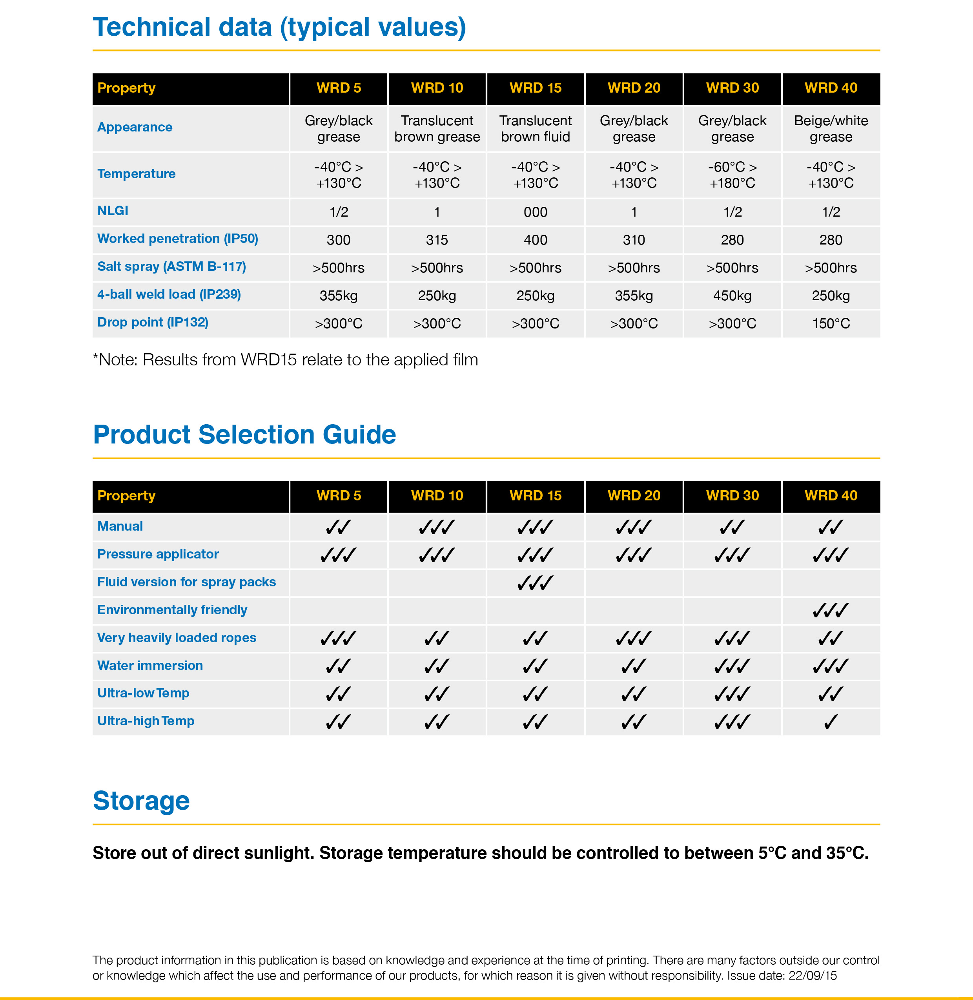 Technical data (typical values)
Property WRD 5 WRD 10 WRD 15 WRD 20 WRD 30 WRD 40
Appearance Grey/black grease Translucent brown grease Translucent brown fluid Grey/black grease Grey/black grease Beige/white grease
Temperature -40°C > +130°C -40°C > +130°C -40°C > +130°C -40°C > +130°C -60°C > +180°C -40°C > +130°C
NLGI 1/2 1 000 1 1/2 1/2
Worked penetration (IP50) 300 315 400 310 280 280
Salt spray (ASTM B-117) >500hrs >500hrs >500hrs >500hrs >500hrs >500hrs
4-ball weld load (IP239) 355kg 250kg 250kg 355kg 450kg 250kg
Drop point (IP132) >300°C >300°C >300°C >300°C >300°C 150°C
*Note: Results from WRD15 relate to the applied film
Product Selection Guide
Property WRD 5 WRD 10 WRD 15 WRD 20 WRD 30 WRD 40
Manual ✓✓ ✓✓✓ ✓✓✓ ✓✓✓ ✓✓ ✓✓
Pressure applicator ✓✓✓ ✓✓✓ ✓✓✓ ✓✓✓ ✓✓✓ ✓✓✓
Fluid version for spray packs ✓✓✓
Environmentally friendly ✓✓✓
Very heavily loaded ropes ✓✓✓ ✓✓ ✓✓ ✓✓✓ ✓✓✓ ✓✓
Water immersion ✓✓ ✓✓ ✓✓ ✓✓ ✓✓✓ ✓✓✓
Ultra-low Temp ✓✓ ✓✓ ✓✓ ✓✓ ✓✓✓ ✓✓
Ultra-high Temp ✓✓ ✓✓ ✓✓ ✓✓ ✓✓✓ ✓
Storage
Store out of direct sunlight. Storage temperature should be controlled to between 5°C and 35°C.
The product information in this publication is based on knowledge and experience at the time of printing. There are many factors outside our control
or knowledge which affect the use and performance of our products, for which reason it is given without responsibility. Issue date: 22/09/15